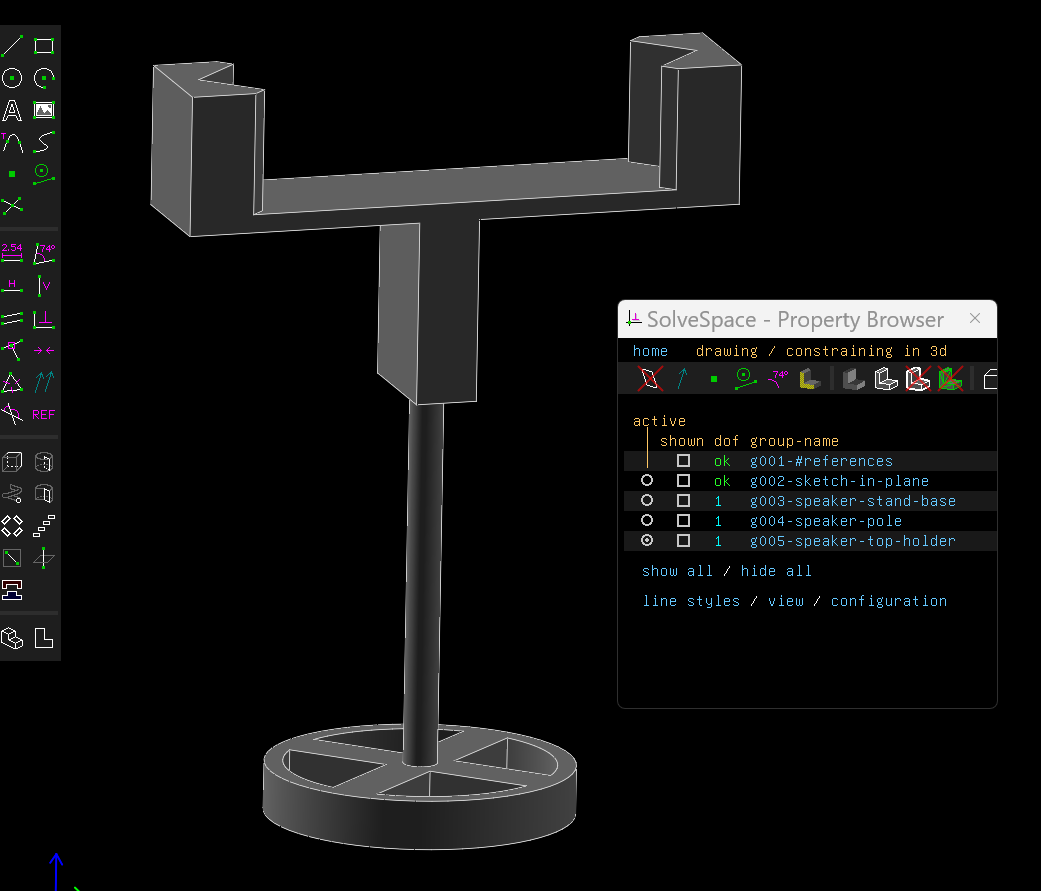 A
T
2.54
74°
H
V
REF
SolveSpace - Property Browser
home drawing / constraining in 3d
74°
active
shown dof group-name
ok g001-#references
ok g002-sketch-in-plane
1 g003-speaker-stand-base
1 g004-speaker-pole
1 g005-speaker-top-holder
show all / hide all
line styles / view / configuration